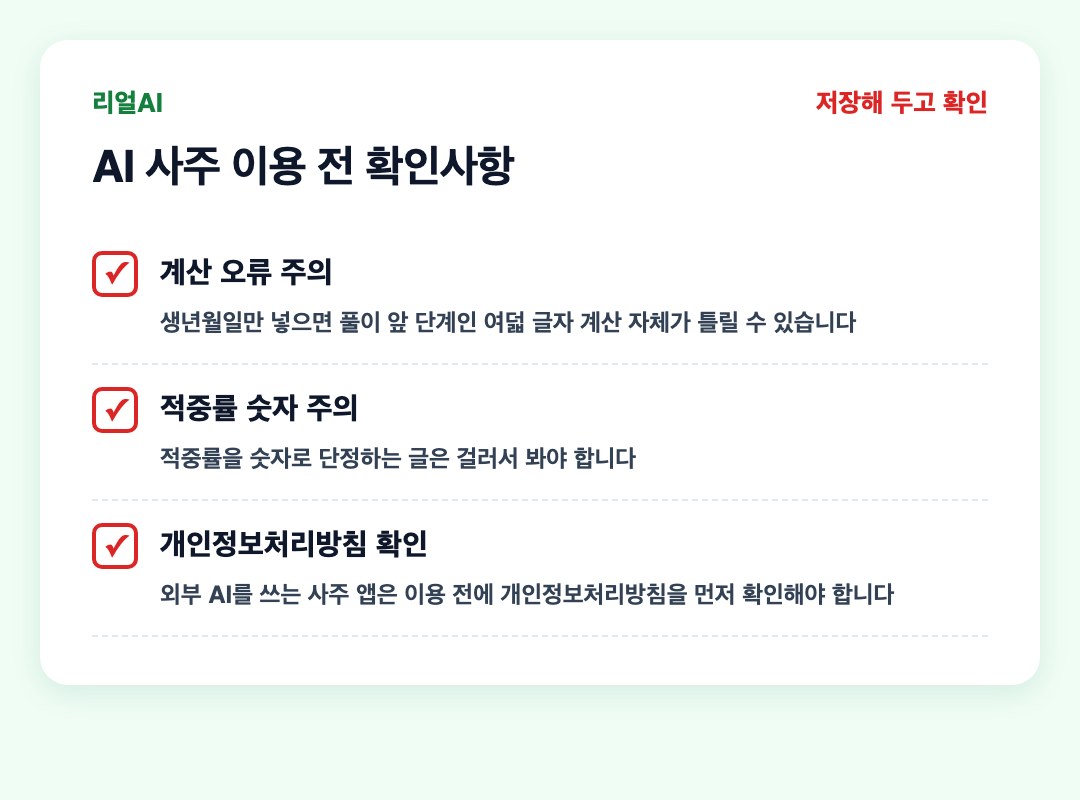 리얼AI
저장해 두고 확인
AI 사주 이용 전 확인사항
계산 오류 주의
생년월일만 넣으면 풀이 앞 단계인 여덟 글자 계산 자체가 틀릴 수 있습니다
적중률 숫자 주의
적중률을 숫자로 단정하는 글은 걸러서 봐야 합니다
개인정보처리방침 확인
외부 AI를 쓰는 사주 앱은 이용 전에 개인정보처리방침을 먼저 확인해야 합니다